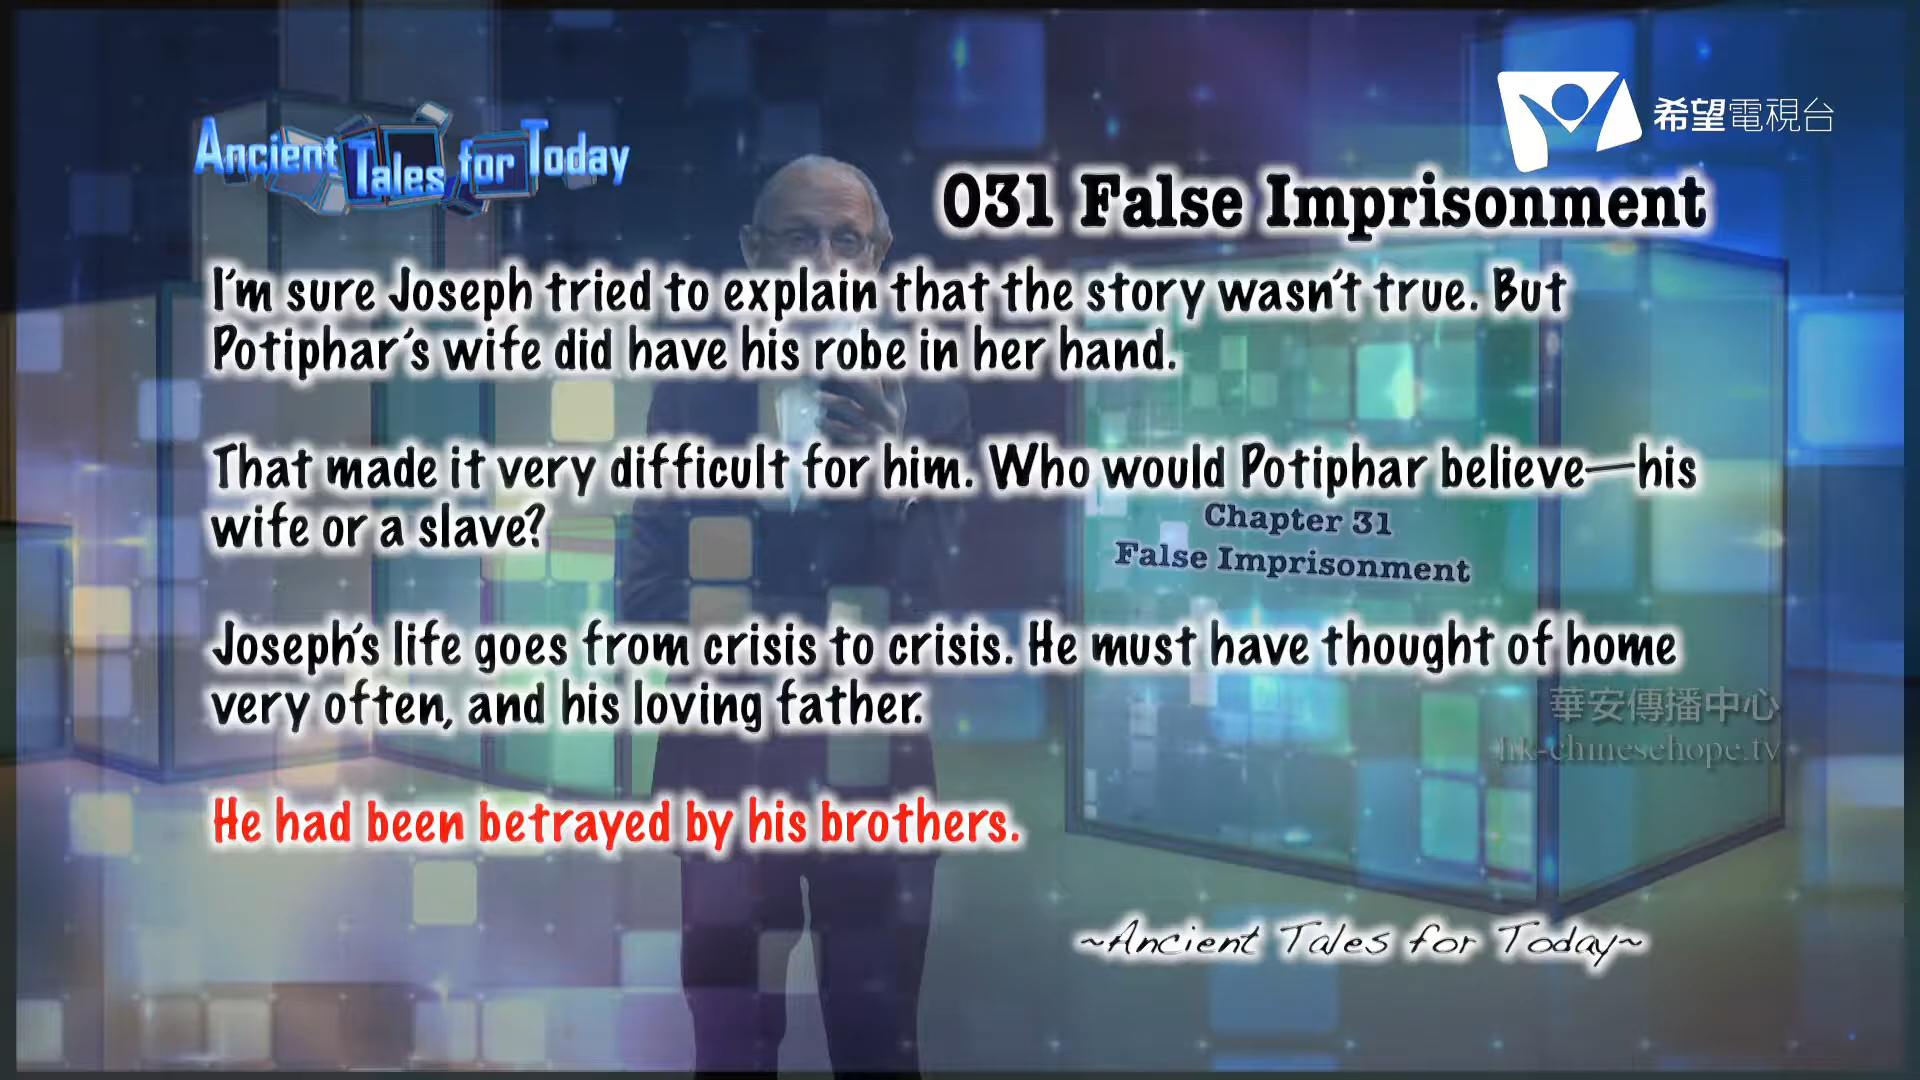 Ancient Tales for Today
希望電視台
031 False Imprisonment
I'm sure Joseph tried to explain that the story wasn't true. But
Potiphar's wife did have his robe in her hand.
That made it very difficult for him. Who would Potiphar believe—his
wife or a slave?
Chapter 31
False Imprisonment
Joseph's life goes from crisis to crisis. He must have thought of home
very often, and his loving father.
華安傳播中心
hk-chinesehope.tv
He had been betrayed by his brothers.
~Ancient Tales for Today~